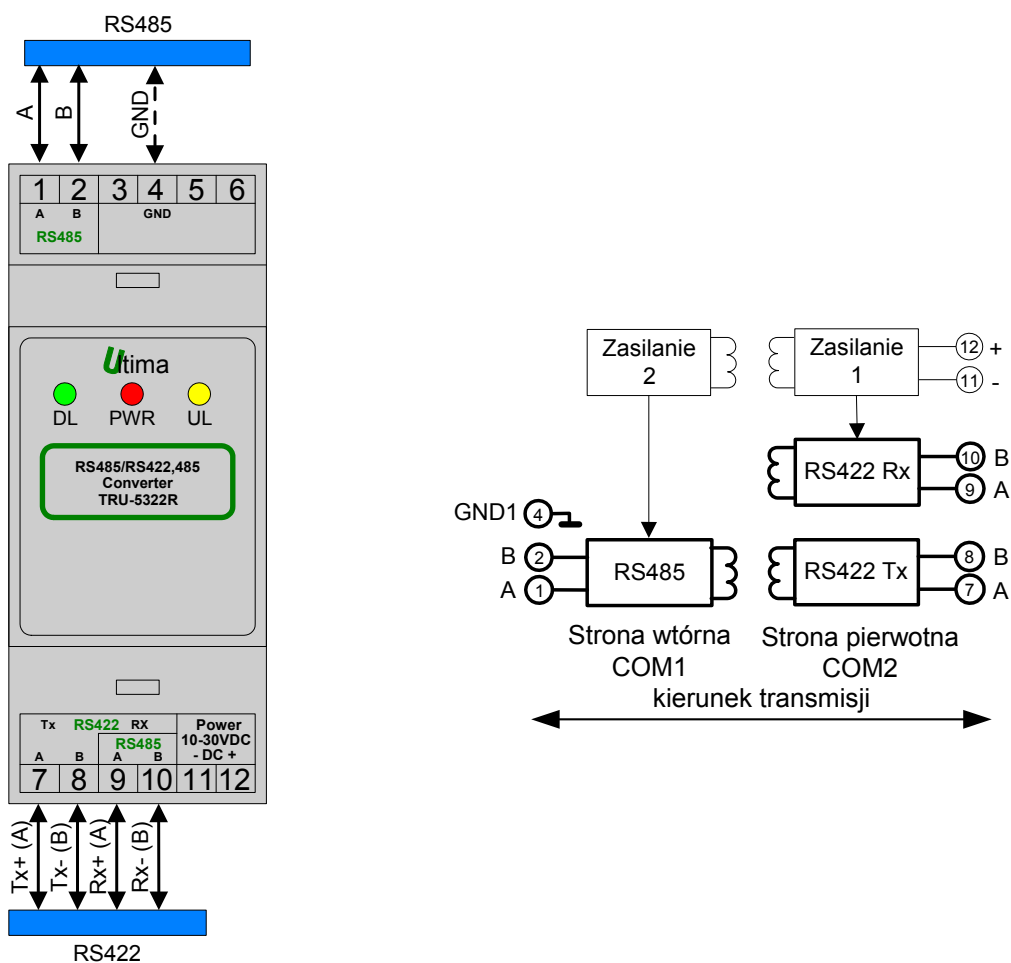 RS485
A
B
GND
1 2 3 4 5 6
A B GND
RS485
Ultima
DL PWR UL
RS485/RS422,485
Converter
TRU-5322R
Tx RS422 RX
RS485
A B A B
Power
10-30VDC
- DC +
7 8 9 10 11 12
Tx+ (A)
Tx- (B)
Rx+ (A)
Rx- (B)
RS422
Zasilanie
2
Zasilanie
1
12 +
11 -
RS422 Rx
10 B
9 A
GND1 4
B 2
A 1
RS485
RS422 Tx
8 B
7 A
Strona wtórna
COM1
Strona pierwotna
COM2
kierunek transmisji